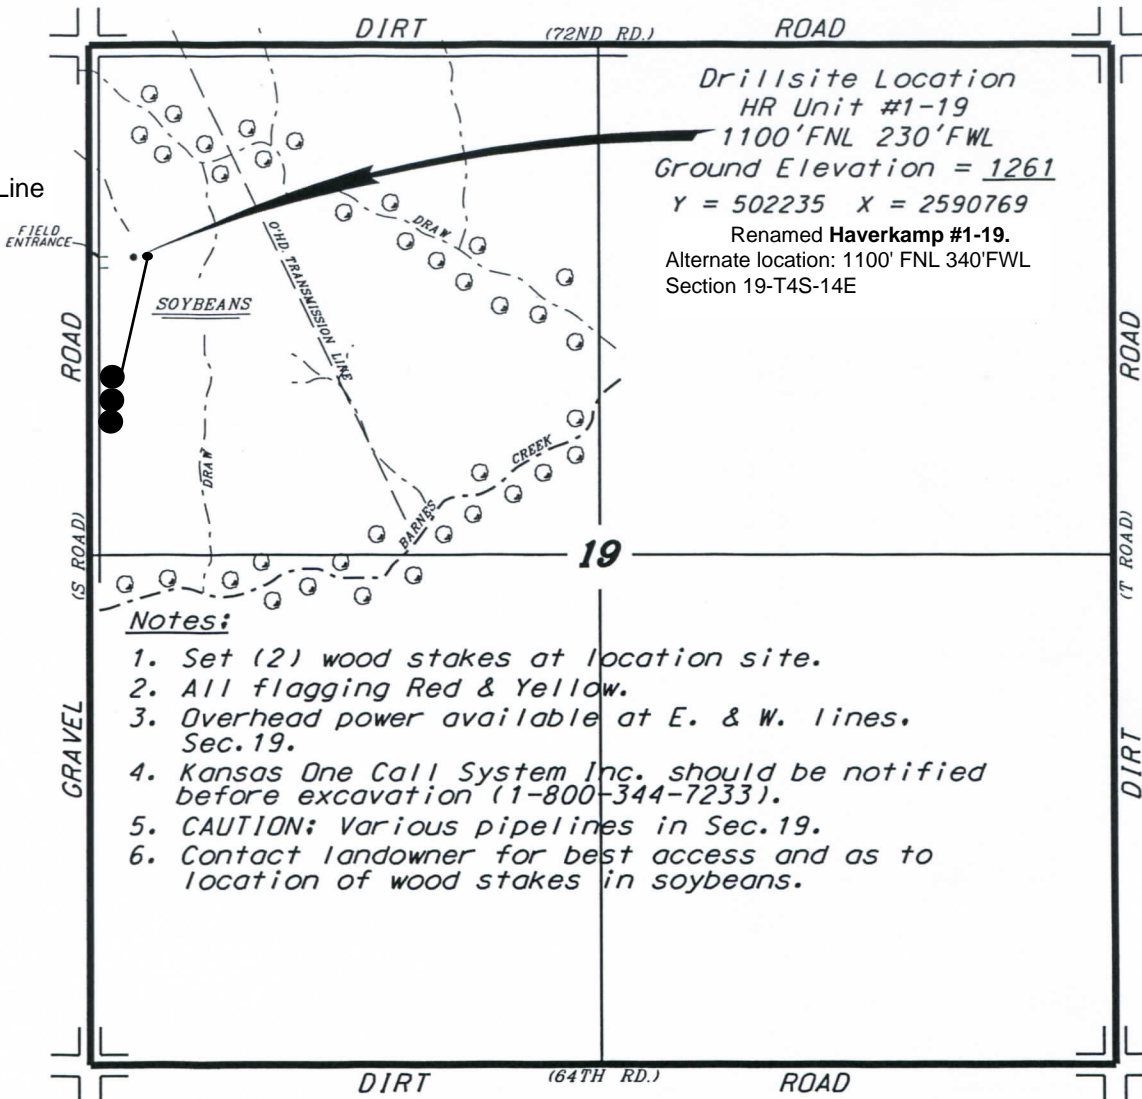 DIRT (72ND RD.) ROAD
Drillsite Location
HR Unit #1-19
1100'FNL 230'FWL
Ground Elevation = 1261
Y = 502235 X = 2590769
Renamed Haverkamp #1-19.
Alternate location: 1100' FNL 340'FWL
Section 19-T4S-14E
Line
FIELD
ENTRANCE
SOYBEANS
O'HD. TRANSMISSION LINE
DRAW
DRAW
BARNES CREEK
ROAD
(S ROAD)
GRAVEL
ROAD
(T ROAD)
DIRT
19
Notes:
1. Set (2) wood stakes at location site.
2. All flagging Red & Yellow.
3. Overhead power available at E. & W. lines.
Sec.19.
4. Kansas One Call System Inc. should be notified
before excavation (1-800-344-7233).
5. CAUTION: Various pipelines in Sec.19.
6. Contact landowner for best access and as to
location of wood stakes in soybeans.
DIRT (64TH RD.) ROAD